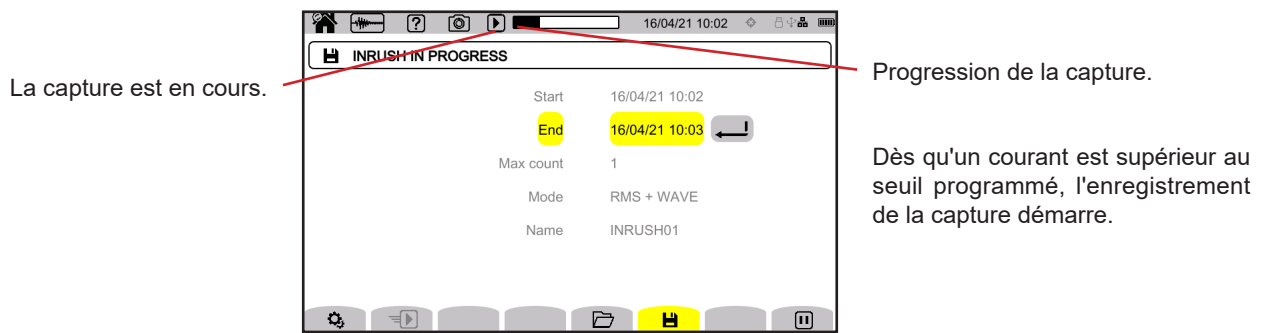 16/04/21 10:02
INRUSH IN PROGRESS
La capture est en cours.
Progression de la capture.
Start 16/04/21 10:02
End 16/04/21 10:03
Max count 1
Mode RMS + WAVE
Name INRUSH01
Dès qu'un courant est supérieur au
seuil programmé, l'enregistrement
de la capture démarre.